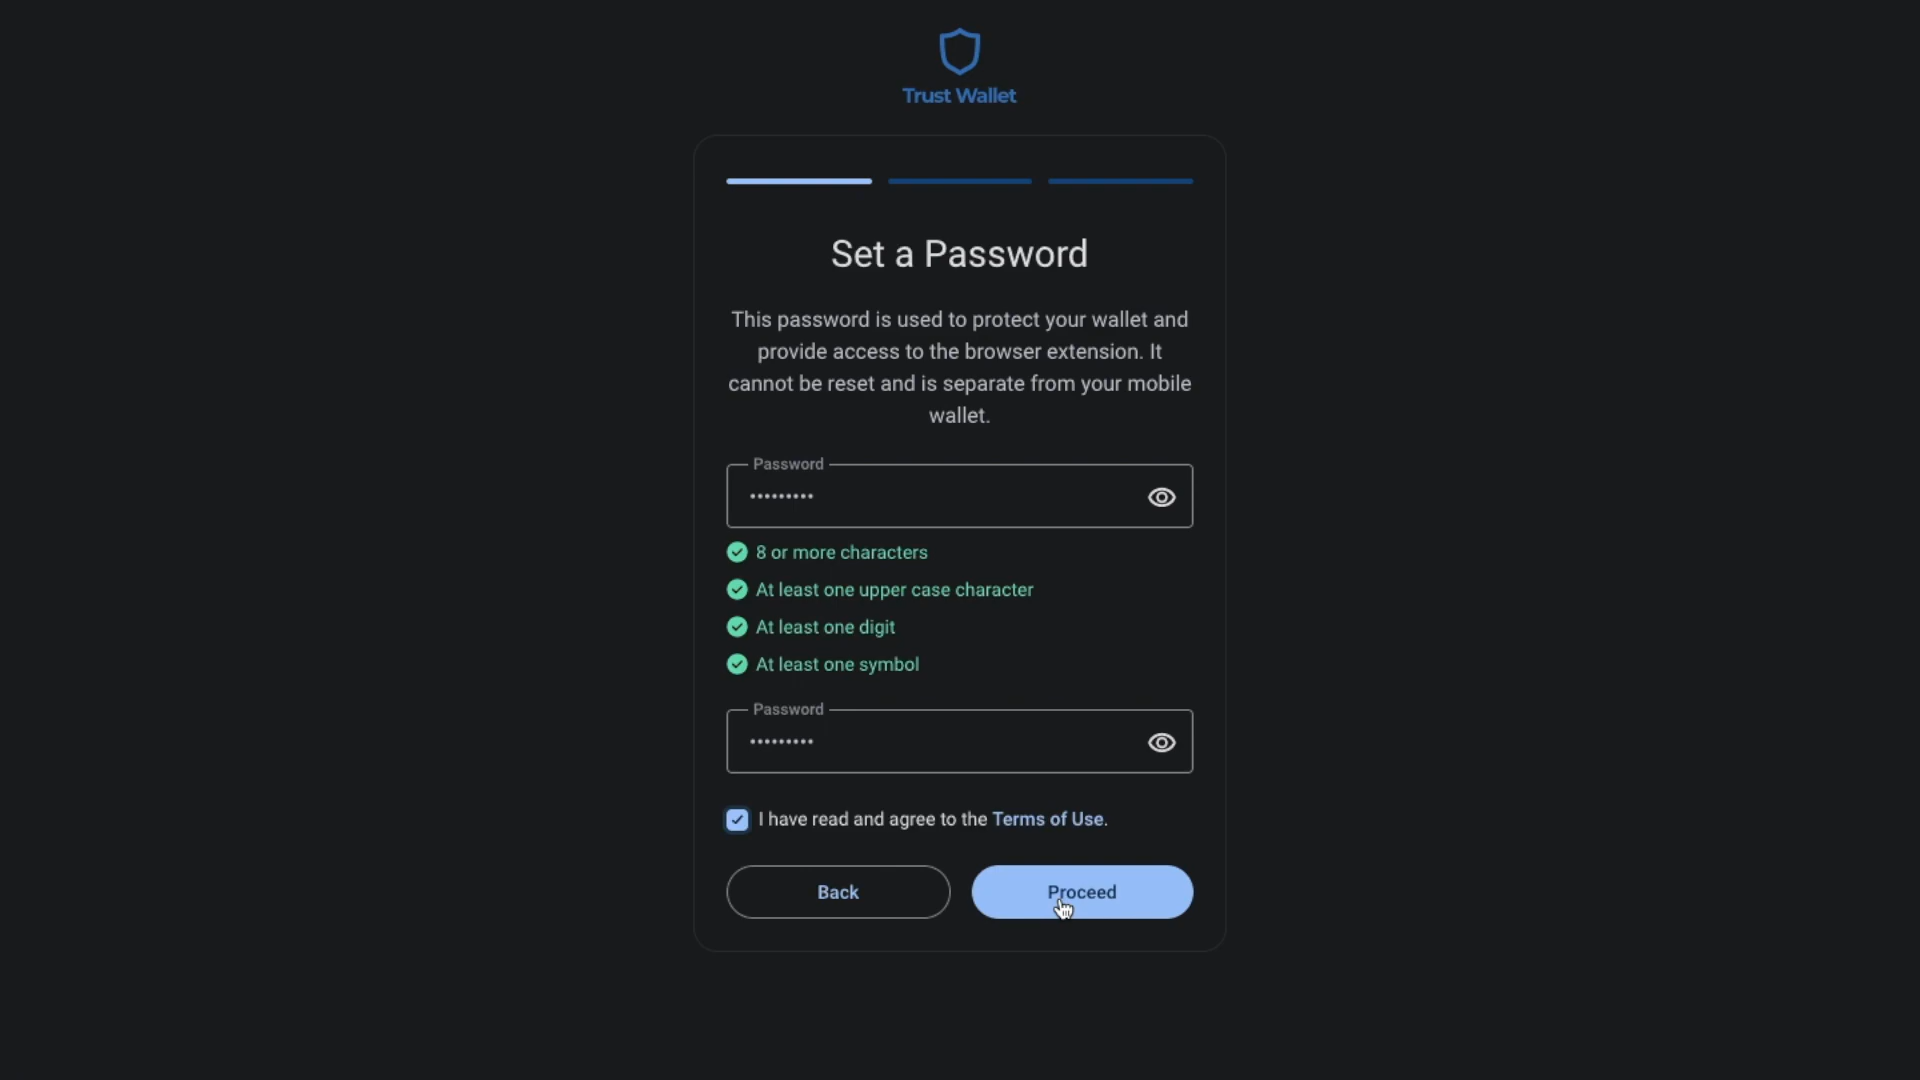 Trust Wallet
Set a Password
This password is used to protect your wallet and
provide access to the browser extension. It
cannot be reset and is separate from your mobile
wallet.
Password
•••••••••
8 or more characters
At least one upper case character
At least one digit
At least one symbol
Password
•••••••••
I have read and agree to the Terms of Use.
Back
Proceed